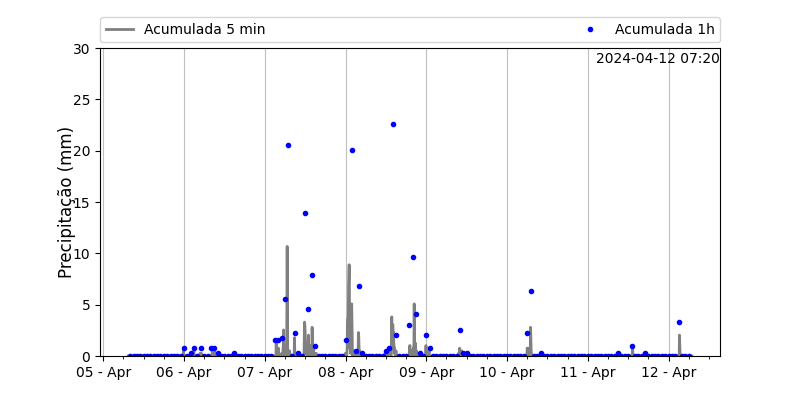 Acumulada 5 min
Acumulada 1h
2024-04-12 07:20
Precipitação (mm)
30
25
20
15
10
5
0
05 - Apr
06 - Apr
07 - Apr
08 - Apr
09 - Apr
10 - Apr
11 - Apr
12 - Apr